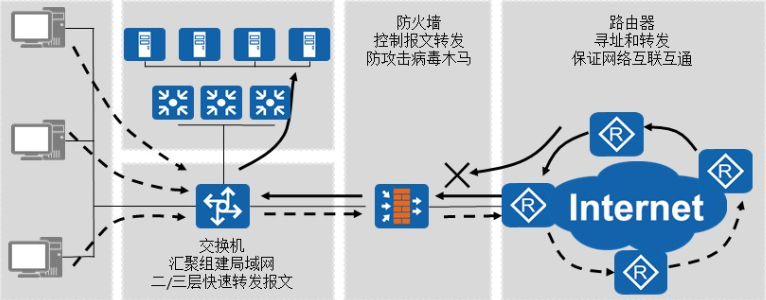 防火墙
控制报文转发
防攻击病毒木马
路由器
寻址和转发
保证网络互联互通
R
R
R
Internet
R
交换机
汇聚组建局域网
二/三层快速转发报文